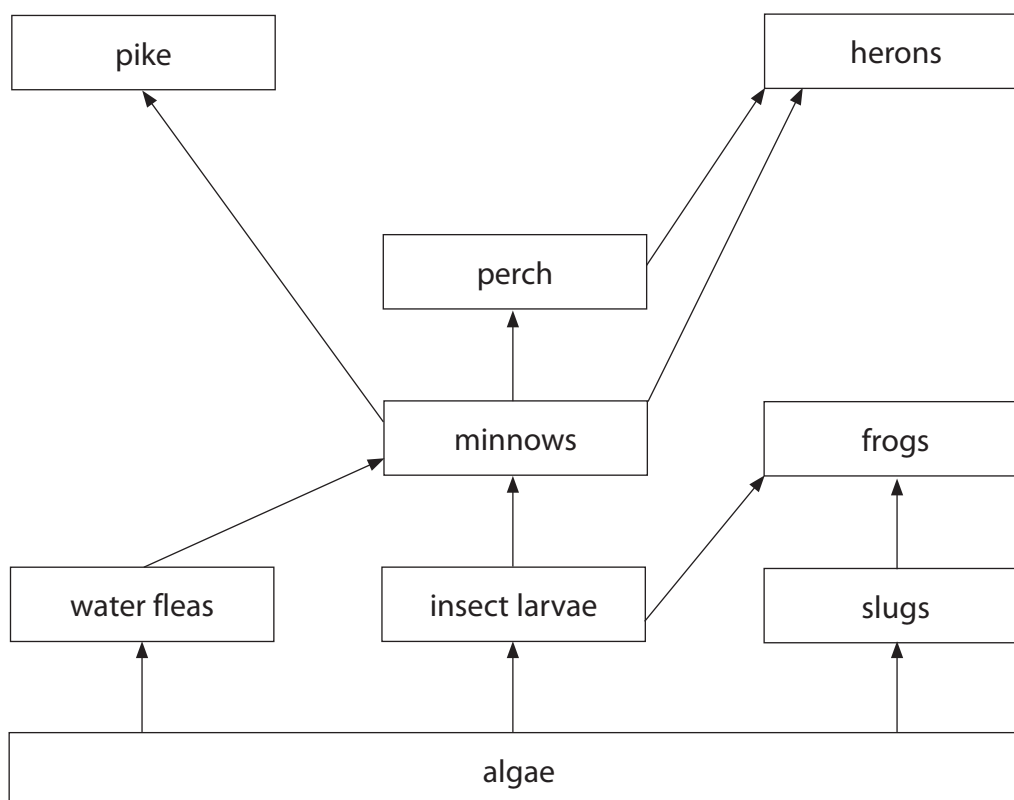 pike
herons
perch
minnows
frogs
water fleas
insect larvae
slugs
algae